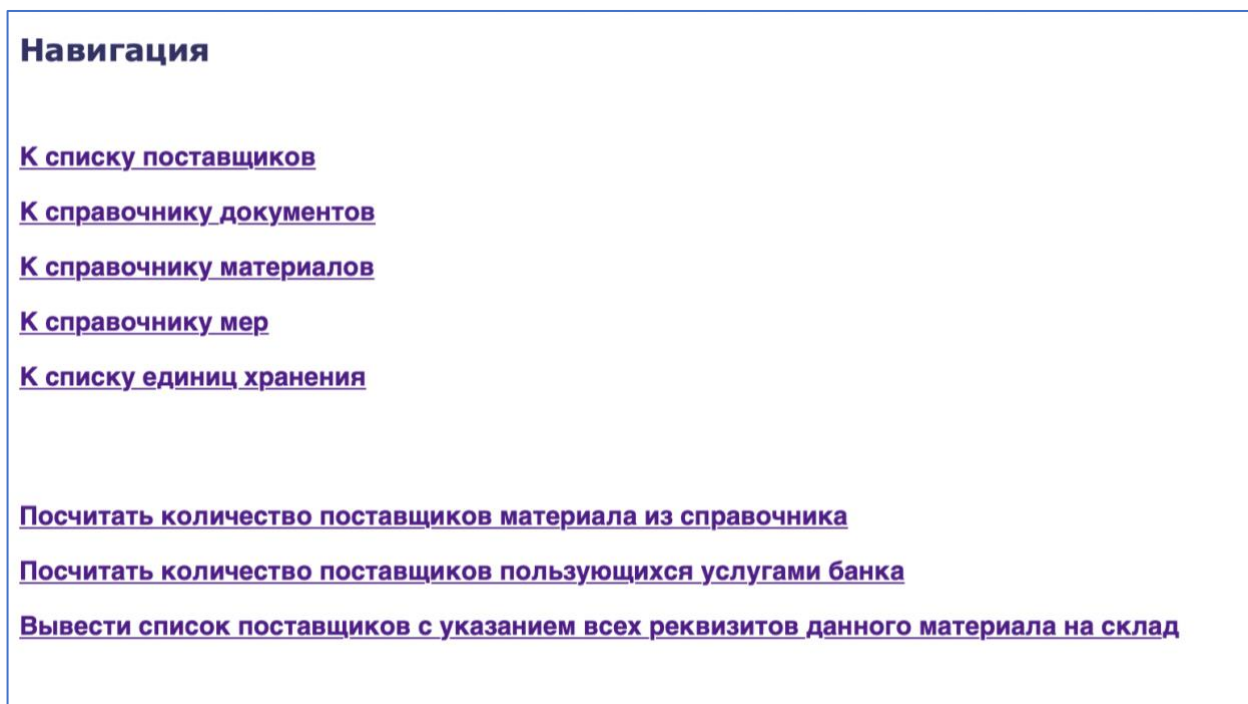 Навигация
К списку поставщиков
К справочнику документов
К справочнику материалов
К справочнику мер
К списку единиц хранения
Посчитать количество поставщиков материала из справочника
Посчитать количество поставщиков пользующихся услугами банка
Вывести список поставщиков с указанием всех реквизитов данного материала на склад